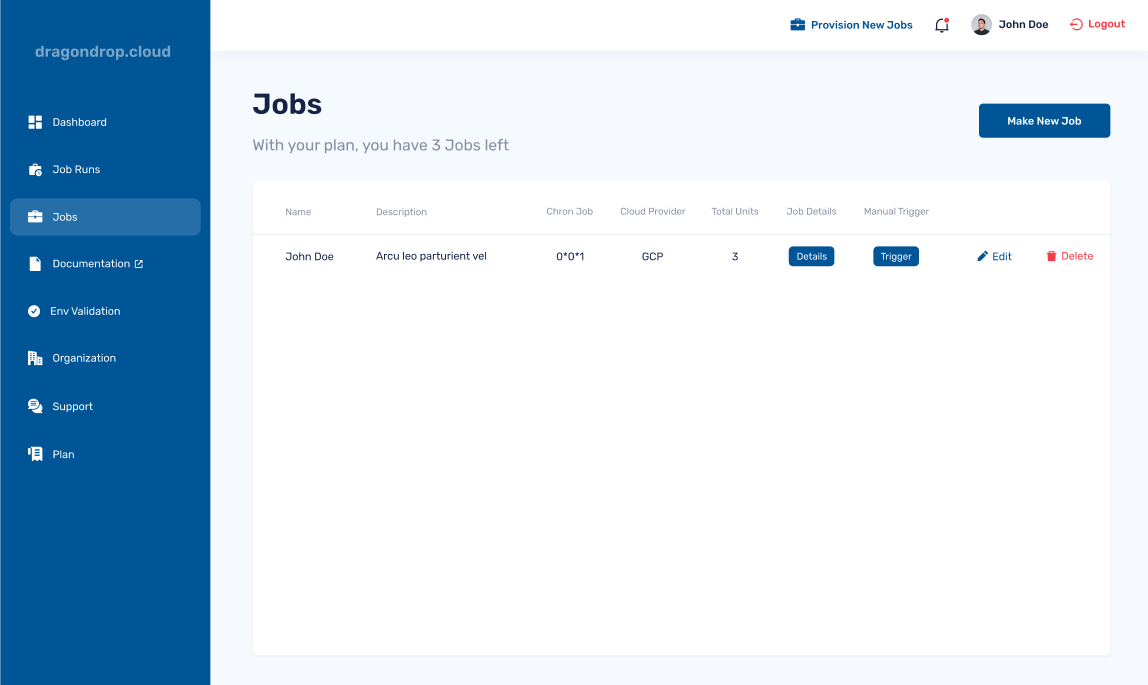 dragondrop.cloud
Provision New Jobs
John Doe
Logout
Dashboard
Job Runs
Jobs
Documentation
Env Validation
Organization
Support
Plan
Jobs
Make New Job
With your plan, you have 3 Jobs left
Name Description Chron Job Cloud Provider Total Units Job Details Manual Trigger
John Doe Arcu leo parturient vel 0*0*1 GCP 3 Details Trigger Edit Delete